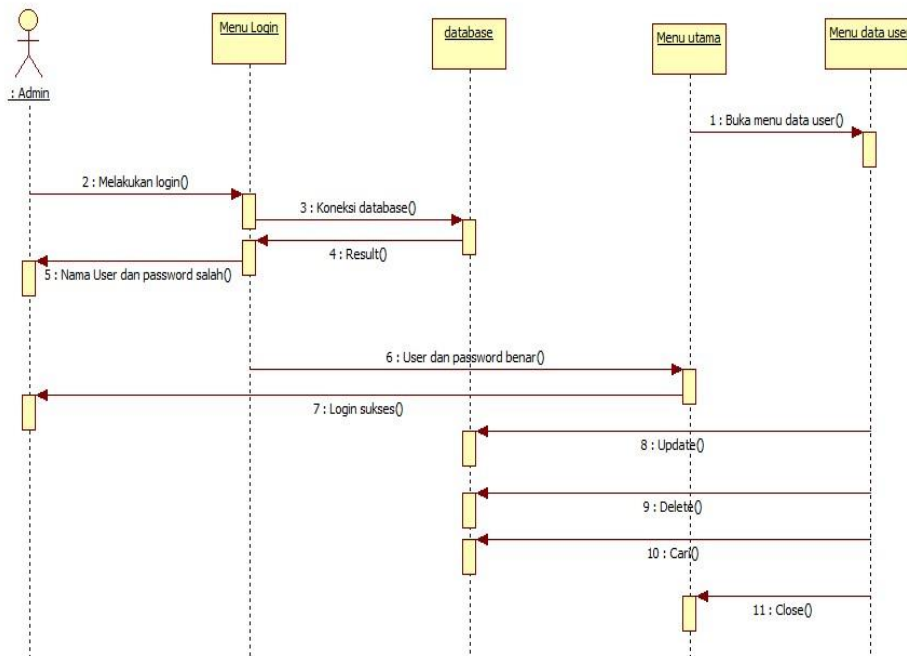 Menu Login
database
Menu utama
Menu data user
: Admin
1 : Buka menu data user()
2 : Melakukan login()
3 : Koneksi database()
4 : Result()
5 : Nama User dan password salah()
6 : User dan password benar()
7 : Login sukses()
8 : Update()
9 : Delete()
10 : Cari()
11 : Close()